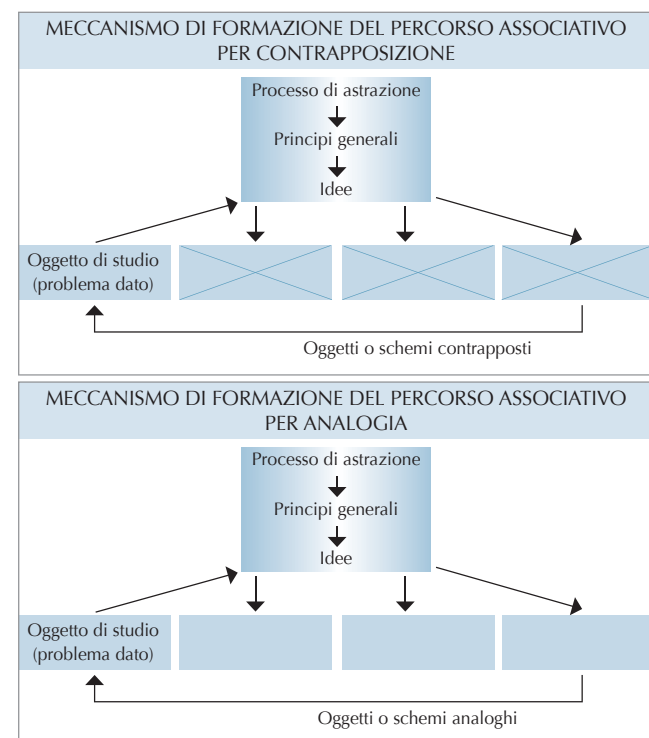 MECCANISMO DI FORMAZIONE DEL PERCORSO ASSOCIATIVO
PER CONTRAPPOSIZIONE
Processo di astrazione
Principi generali
Idee
Oggetto di studio
(problema dato)
Oggetti o schemi contrapposti
MECCANISMO DI FORMAZIONE DEL PERCORSO ASSOCIATIVO
PER ANALOGIA
Processo di astrazione
Principi generali
Idee
Oggetto di studio
(problema dato)
Oggetti o schemi analoghi